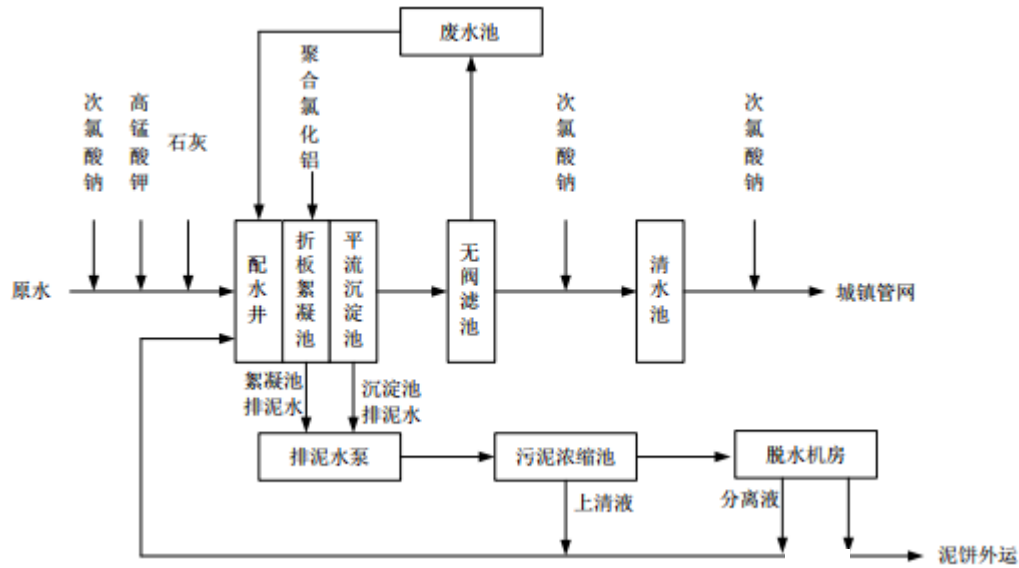 废水池
聚合氯化铝
次氯酸钠
高锰酸钾
石灰
次氯酸钠
次氯酸钠
原水
配水井
折板絮凝池
平流沉淀池
无阀滤池
清水池
城镇管网
絮凝池
排泥水
沉淀池
排泥水
排泥水泵
污泥浓缩池
脱水机房
上清液
分离液
泥饼外运